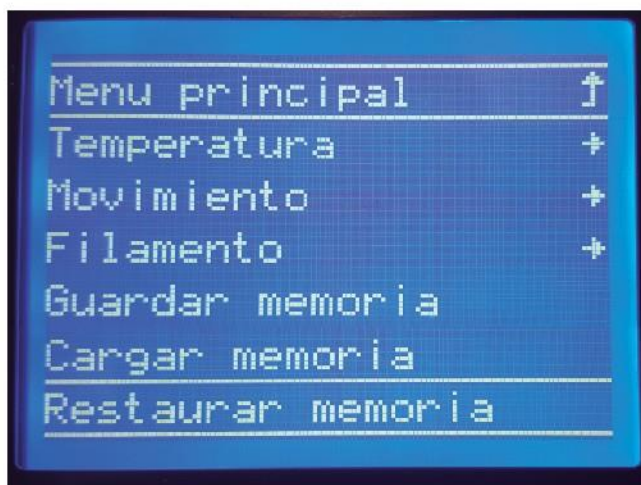 Menu principal
Temperatura
Movimiento
Filamento
Guardar memoria
Cargar memoria
Restaurar memoria